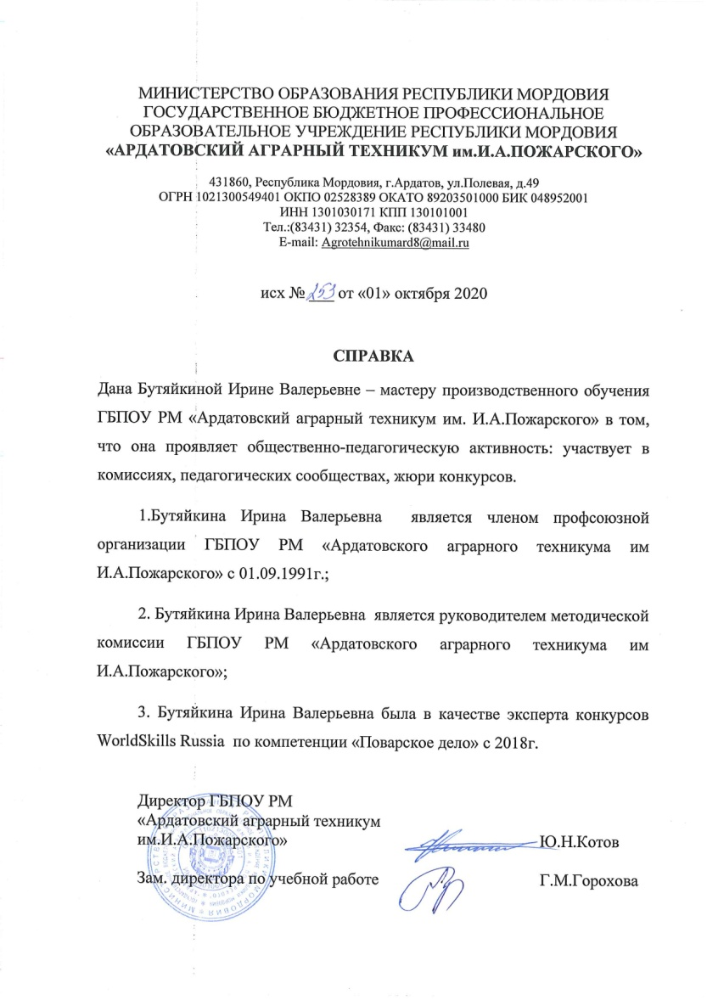 МИНИСТЕРСТВО ОБРАЗОВАНИЯ РЕСПУБЛИКИ МОРДОВИЯ
ГОСУДАРСТВЕННОЕ БЮДЖЕТНОЕ ПРОФЕССИОНАЛЬНОЕ
ОБРАЗОВАТЕЛЬНОЕ УЧРЕЖДЕНИЕ РЕСПУБЛИКИ МОРДОВИЯ
«АРДАТОВСКИЙ АГРАРНЫЙ ТЕХНИКУМ им.И.А.ПОЖАРСКОГО»
431860, Республика Мордовия, г.Ардатов, ул.Полевая, д.49
ОГРН 1021300549401 ОКПО 02528389 ОКАТО 89203501000 БИК 048952001
ИНН 1301030171 КПП 130101001
Тел.:(83431) 32354, Факс: (83431) 33480
E-mail: Agrotehnikumard8@mail.ru
исх № 253 от «01» октября 2020
СПРАВКА
Дана Бутяйкиной Ирине Валерьевне – мастеру производственного обучения
ГБПОУ РМ «Ардатовский аграрный техникум им. И.А.Пожарского» в том,
что она проявляет общественно-педагогическую активность: участвует в
комиссиях, педагогических сообществах, жюри конкурсов.
1.Бутяйкина Ирина Валерьевна является членом профсоюзной
организации ГБПОУ РМ «Ардатовского аграрного техникума им
И.А.Пожарского» с 01.09.1991г.;
2. Бутяйкина Ирина Валерьевна является руководителем методической
комиссии ГБПОУ РМ «Ардатовского аграрного техникума им
И.А.Пожарского»;
3. Бутяйкина Ирина Валерьевна была в качестве эксперта конкурсов
WorldSkills Russia по компетенции «Поварское дело» с 2018г.
Директор ГБПОУ РМ
«Ардатовский аграрный техникум
им.И.А.Пожарского» Ю.Н.Котов
Зам. директора по учебной работе Г.М.Горохова